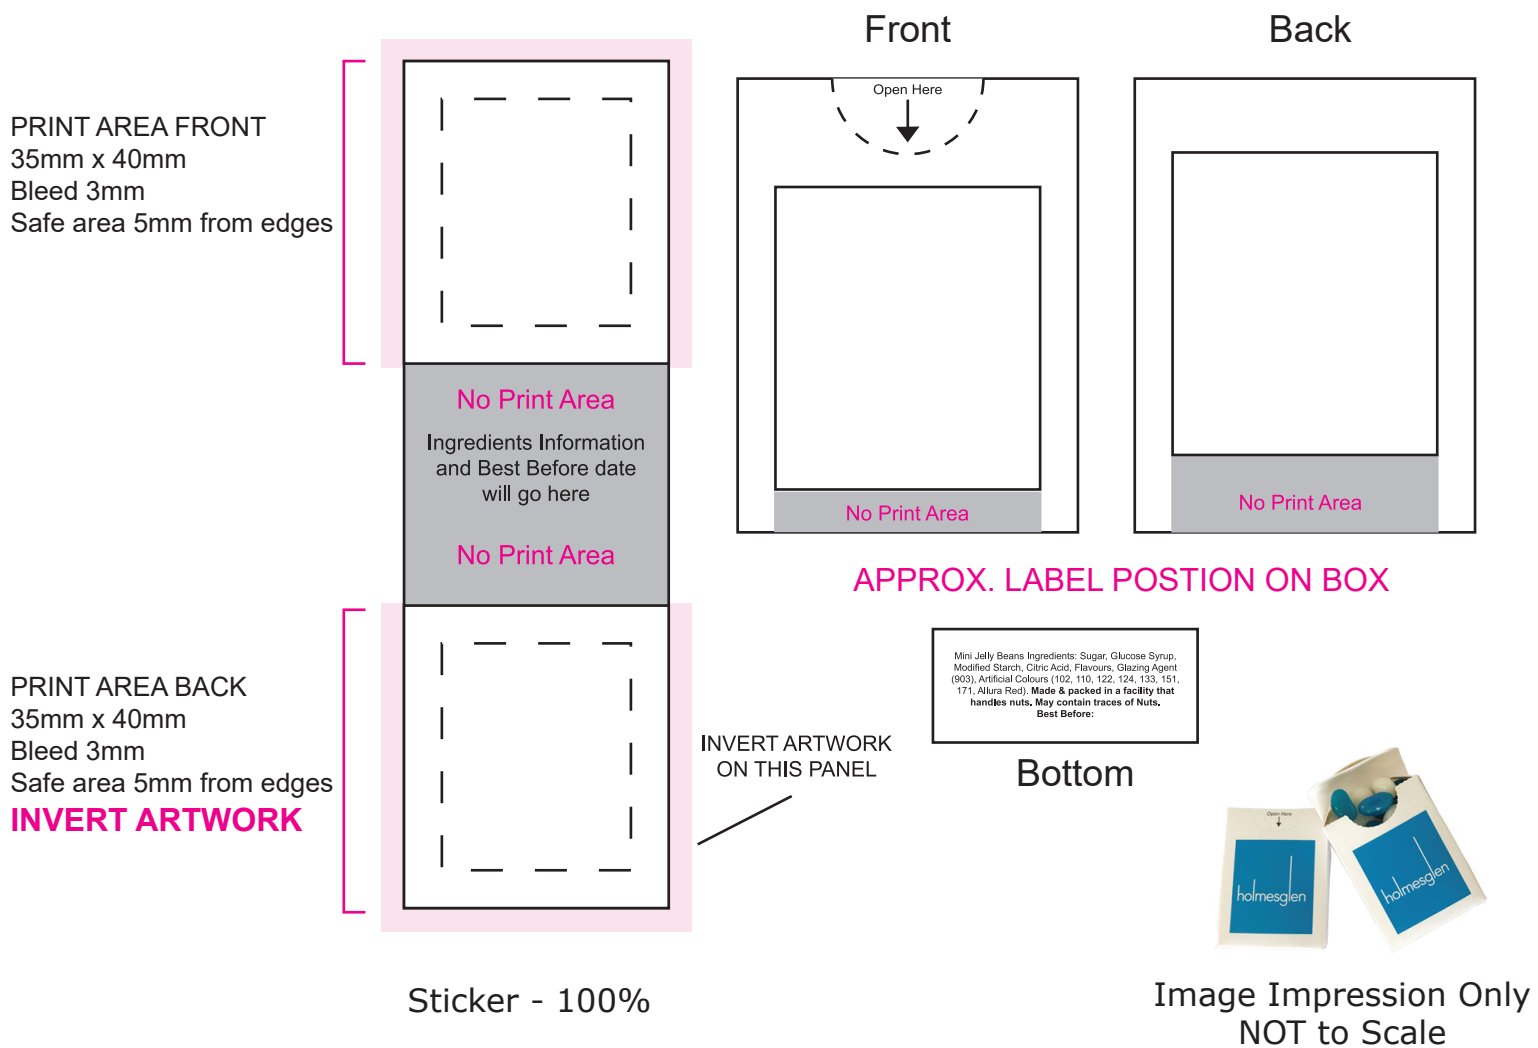 Front
Back
PRINT AREA FRONT
35mm x 40mm
Bleed 3mm
Safe area 5mm from edges
Open Here
No Print Area
Ingredients Information
and Best Before date
will go here
No Print Area
No Print Area
No Print Area
APPROX. LABEL POSTION ON BOX
PRINT AREA BACK
35mm x 40mm
Bleed 3mm
Safe area 5mm from edges
INVERT ARTWORK
INVERT ARTWORK
ON THIS PANEL
Mini Jelly Beans Ingredients: Sugar, Glucose Syrup,
Modified Starch, Citric Acid, Flavours, Glazing Agent
(903), Artificial Colours (102, 110, 122, 124, 133, 151,
171, Allura Red). Made & packed in a facility that
handles nuts. May contain traces of Nuts.
Best Before:
Bottom
Open Here
holmesglen
holmesglen
Sticker - 100%
Image Impression Only
NOT to Scale